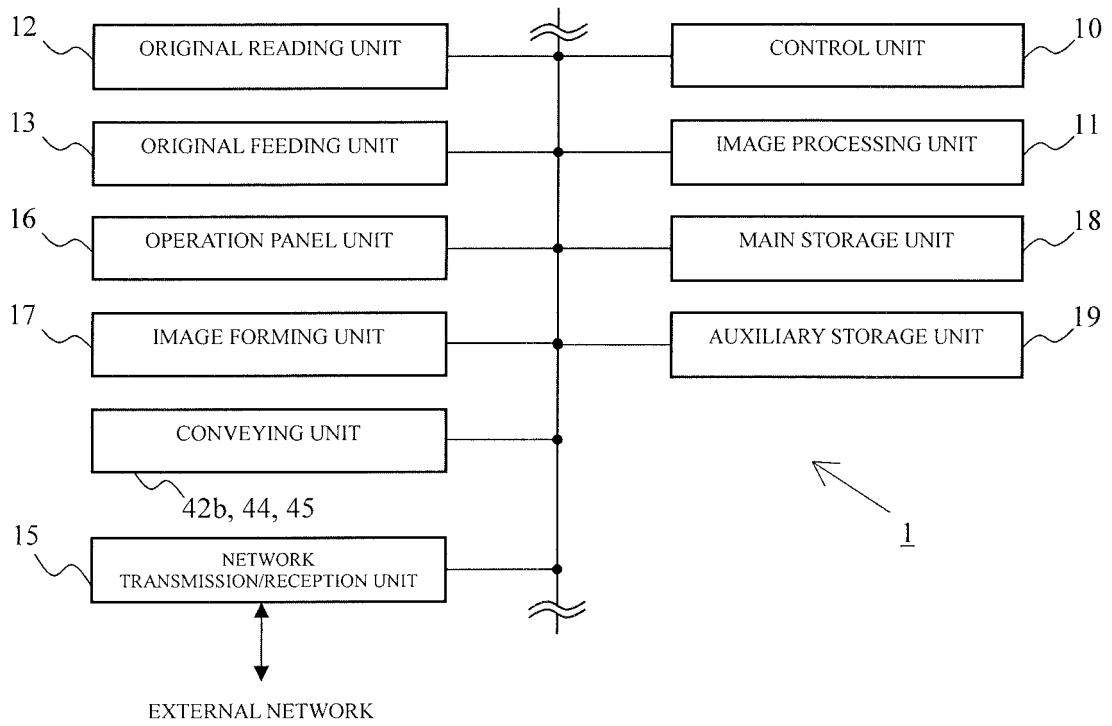 12
ORIGINAL READING UNIT
CONTROL UNIT
10
13
ORIGINAL FEEDING UNIT
IMAGE PROCESSING UNIT
11
16
OPERATION PANEL UNIT
MAIN STORAGE UNIT
18
17
IMAGE FORMING UNIT
AUXILIARY STORAGE UNIT
19
CONVEYING UNIT
42b, 44, 45
1
15
NETWORK
TRANSMISSION/RECEPTION UNIT
EXTERNAL NETWORK